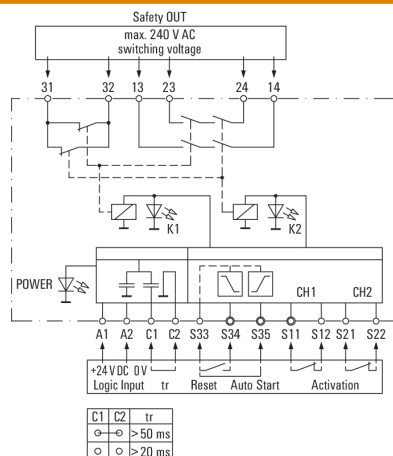 Safety OUT
max. 240 V AC
switching voltage
31 32 13 23 24 14
K1 K2
POWER
CH1 CH2
A1 A2 C1 C2 S33 S34 S35 S11 S12 S21 S22
+24 V DC 0 V
Logic Input tr Reset Auto Start Activation
C1 C2 tr
>50 ms
>20 ms